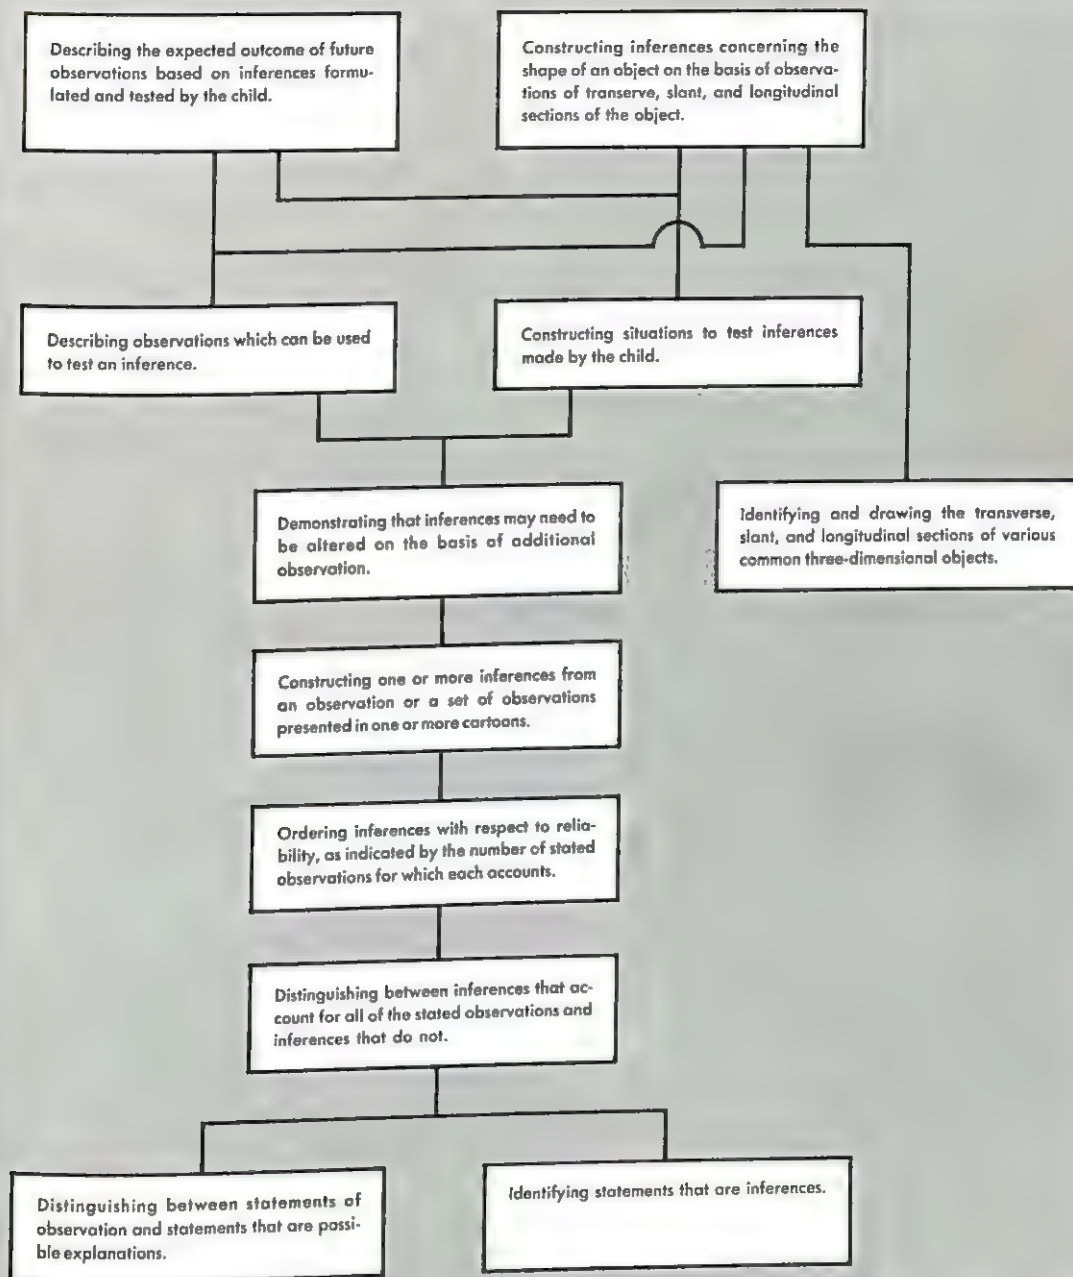 Describing the expected outcome of future
observations based on inferences formu-
lated and tested by the child.
Constructing inferences concerning the
shape of an object on the basis of observa-
tions of transerve, slant, and longitudinal
sections of the object.
Describing observations which can be used
to test an inference.
Constructing situations to test inferences
made by the child.
Demonstrating that inferences may need to
be altered on the basis of additional
observation.
Identifying and drawing the transverse,
slant, and longitudinal sections of various
common three-dimensional objects.
Constructing one or more inferences from
an observation or a set of observations
presented in one or more cartoons.
Ordering inferences with respect to relia-
bility, as indicated by the number of stated
observations for which each accounts.
Distinguishing between inferences that ac-
count for all of the stated observations and
inferences that do not.
Distinguishing between statements of
observation and statements that are possi-
ble explanations.
Identifying statements that are inferences.